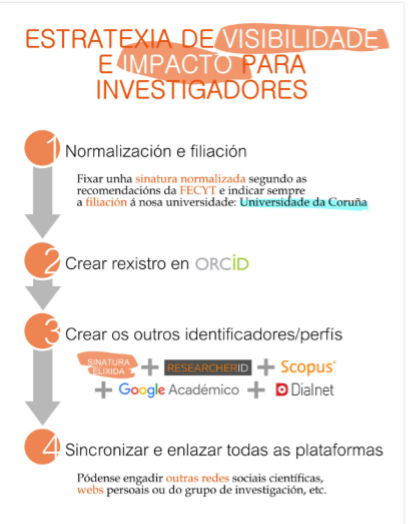 ESTRATEXIA DE VISIBILIDADE
E IMPACTO PARA
INVESTIGADORES
1 Normalización e filiación
Fixar unha sinatura normalizada segundo as
recomendacións da FECYT e indicar sempre
a filiación á nosa universidade: Universidade da Coruña
2 Crear rexistro en ORCID
3 Crear os outros identificadores/perfís
SINATURA
ELIXIDA + RESEARCHERID + Scopus
+ Google Académico + Dialnet
4 Sincronizar e enlazar todas as plataformas
Pódense engadir outras redes sociais científicas,
webs persoais ou do grupo de investigación, etc.